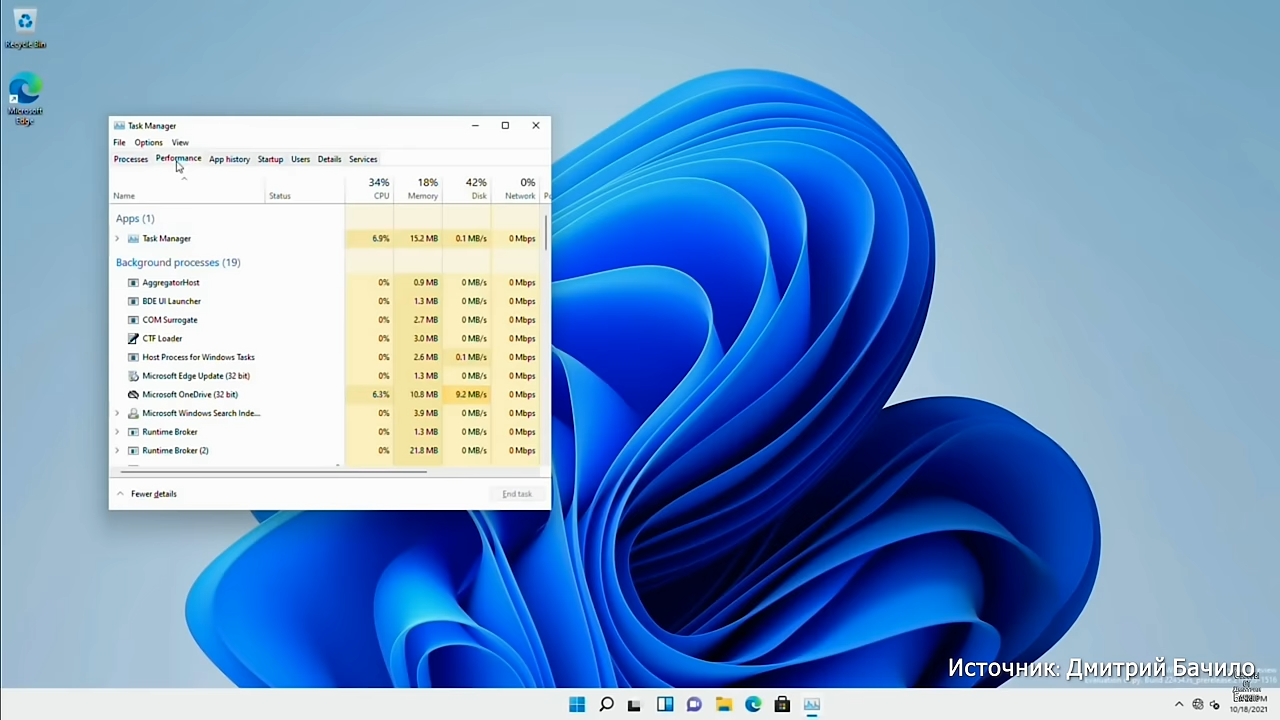 Recycle Bin
Microsoft
Edge
Task Manager
File Options View
Processes Performance App history Startup Users Details Services
34% 18% 42% 0%
Name Status CPU Memory Disk Network Po
Apps (1)
Task Manager 6.9% 15.2 MB 0.1 MB/s 0 Mbps
Background processes (19)
AggregatorHost 0% 0.9 MB 0 MB/s 0 Mbps
BDE UI Launcher 0% 1.3 MB 0 MB/s 0 Mbps
COM Surrogate 0% 2.7 MB 0 MB/s 0 Mbps
CTF Loader 0% 3.0 MB 0 MB/s 0 Mbps
Host Process for Windows Tasks 0% 2.6 MB 0.1 MB/s 0 Mbps
Microsoft Edge Update (32 bit) 0% 1.3 MB 0 MB/s 0 Mbps
Microsoft OneDrive (32 bit) 6.3% 10.8 MB 9.2 MB/s 0 Mbps
Microsoft Windows Search Inde... 0% 3.9 MB 0 MB/s 0 Mbps
Runtime Broker 0% 1.3 MB 0 MB/s 0 Mbps
Runtime Broker (2) 0% 21.8 MB 0 MB/s 0 Mbps
Fewer details End task
Источник: Дмитрий Бачило
10/18/2021